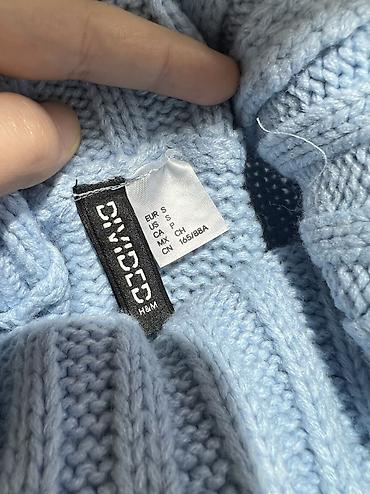 DIVIDED
H&M
EUR S
US S
CA P
MX CH
CN 165/88A